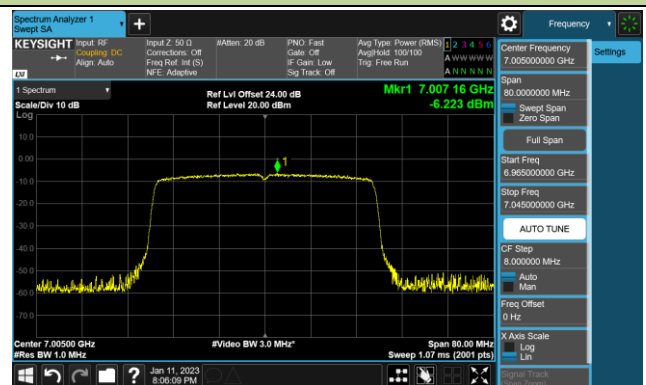 Spectrum Analyzer 1
Swept SA
Frequency
KEYSIGHT
Input: RF
Coupling: DC
Align: Auto
Input Z: 50 Ω
Corrections: Off
Freq Ref: Int (S)
NFE: Adaptive
#Atten: 20 dB
PNO: Fast
Gate: Off
IF Gain: Low
Sig Track: Off
Avg Type: Power (RMS)
Avg|Hold: 100/100
Trig: Free Run
1 2 3 4 5 6
A W W W W W
A N N N N N
LXI
Center Frequency
7.005000000 GHz
Settings
Span
80.0000000 MHz
Swept Span
Zero Span
Full Span
Start Freq
6.965000000 GHz
Stop Freq
7.045000000 GHz
AUTO TUNE
CF Step
8.000000 MHz
Auto
Man
Freq Offset
0 Hz
X Axis Scale
Log
Lin
Signal Track
1 Spectrum
Scale/Div 10 dB
Log
Ref Lvl Offset 24.00 dB
Ref Level 20.00 dBm
Mkr1 7.007 16 GHz
-6.223 dBm
10.0
0.00
-10.0
-20.0
-30.0
-40.0
-50.0
-60.0
-70.0
1
Center 7.00500 GHz
#Res BW 1.0 MHz
#Video BW 3.0 MHz*
Span 80.00 MHz
Sweep 1.07 ms (2001 pts)
Jan 11, 2023
8:06:09 PM